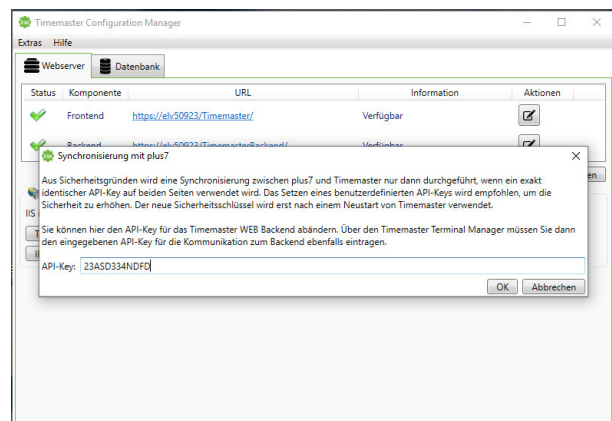 Timemaster Configuration Manager
Extras Hilfe
Webserver Datenbank
Status Komponente URL Information Aktionen
Frontend https://elv50923/Timemaster/ Verfügbar
Backend https://elv50923/TimemasterBackend/ Verfügbar
Synchronisierung mit plus7
Aus Sicherheitsgründen wird eine Synchronisierung zwischen plus7 und Timemaster nur dann durchgeführt, wenn ein exakt
identischer API-Key auf beiden Seiten verwendet wird. Das Setzen eines benutzerdefinierten API-Keys wird empfohlen, um die
Sicherheit zu erhöhen. Der neue Sicherheitsschlüssel wird erst nach einem Neustart von Timemaster verwendet.
Sie können hier den API-Key für das Timemaster WEB Backend abändern. Über den Timemaster Terminal Manager müssen Sie dann
den eingegebenen API-Key für die Kommunikation zum Backend ebenfalls eintragen.
API-Key: 23ASD334NDFD
OK Abbrechen